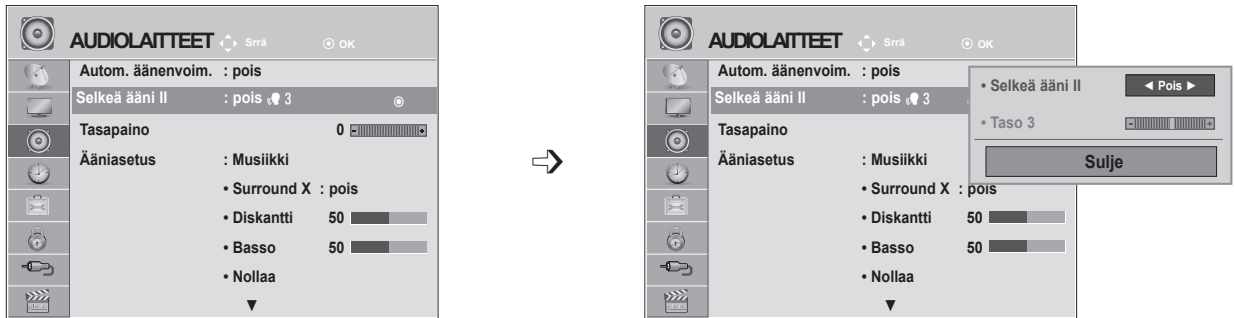 AUDIOLAITTEET Srrä OK
Autom. äänenvoim. : pois
Selkeä ääni II : pois 3
Tasapaino 0 - +
Ääniasetus : Musiikki
• Surround X : pois
• Diskantti 50
• Basso 50
• Nollaa
▼
AUDIOLAITTEET Srrä OK
Autom. äänenvoim. : pois
Selkeä ääni II : pois 3
Tasapaino
Ääniasetus : Musiikki
• Surround X : pois
• Diskantti 50
• Basso 50
• Nollaa
▼
• Selkeä ääni II ◄ Pois ►
• Taso 3 - +
Sulje